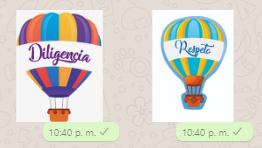 Diligencia
Respeto
10:40 p. m.
10:40 p. m.